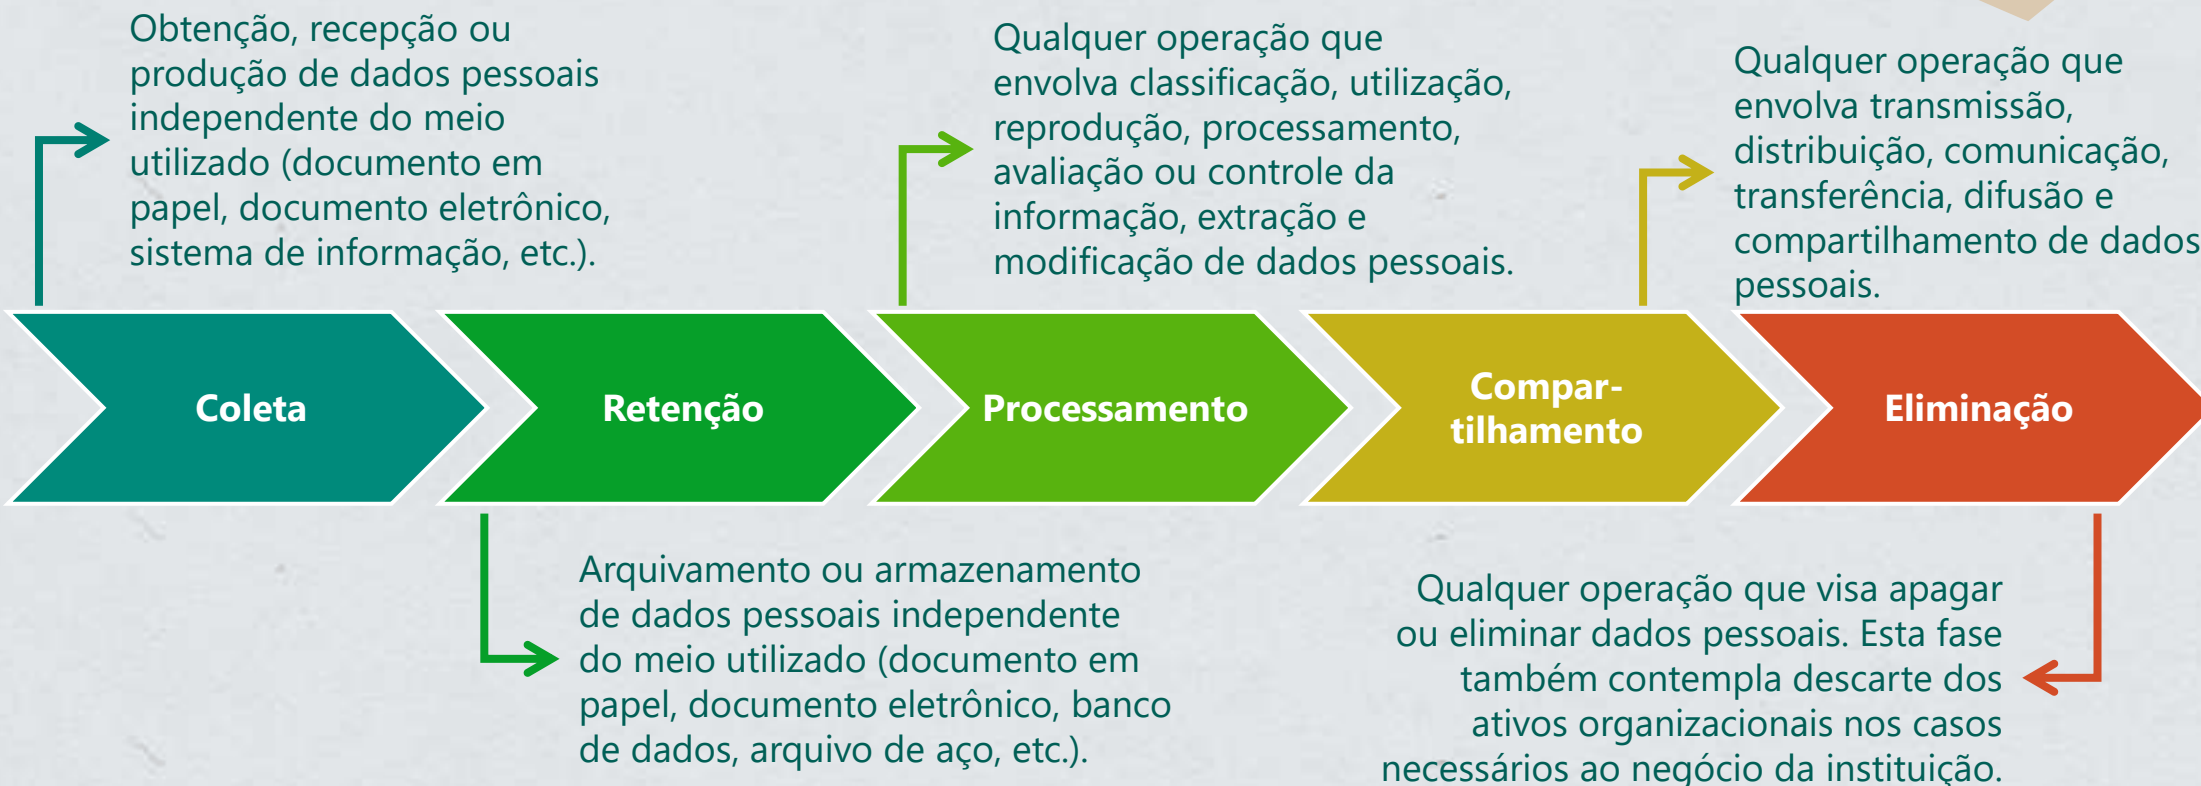 Obtenção, recepção ou
produção de dados pessoais
independente do meio
utilizado (documento em
papel, documento eletrônico,
sistema de informação, etc.).
Qualquer operação que
envolva classificação, utilização,
reprodução, processamento,
avaliação ou controle da
informação, extração e
modificação de dados pessoais.
Qualquer operação que
envolva transmissão,
distribuição, comunicação,
transferência, difusão e
compartilhamento de dados
pessoais.
Coleta
Retenção
Processamento
Compar-
tilhamento
Eliminação
Arquivamento ou armazenamento
de dados pessoais independente
do meio utilizado (documento em
papel, documento eletrônico, banco
de dados, arquivo de aço, etc.).
Qualquer operação que visa apagar
ou eliminar dados pessoais. Esta fase
também contempla descarte dos
ativos organizacionais nos casos
necessários ao negócio da instituição.